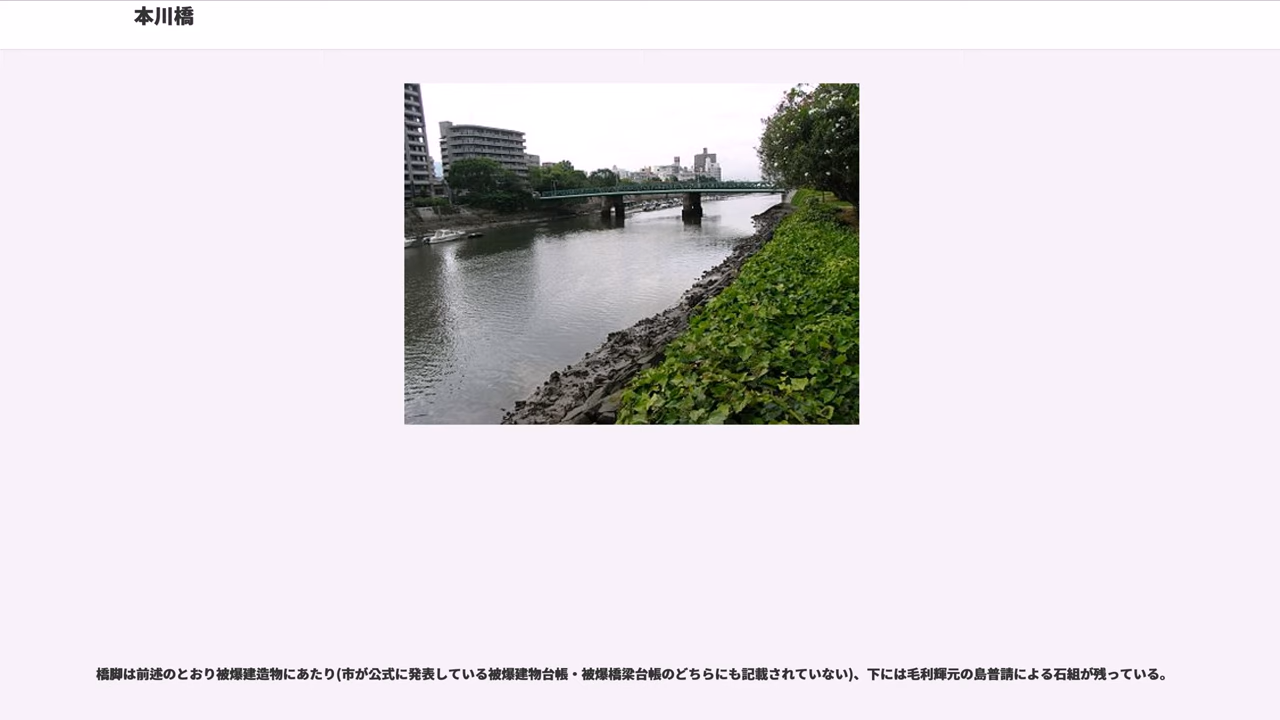 本川橋
橋脚は前述のとおり被爆建造物にあたり(市が公式に発表している被爆建物台帳・被爆橋梁台帳のどちらにも記載されていない)、下には毛利輝元の島普請による石組が残っている。